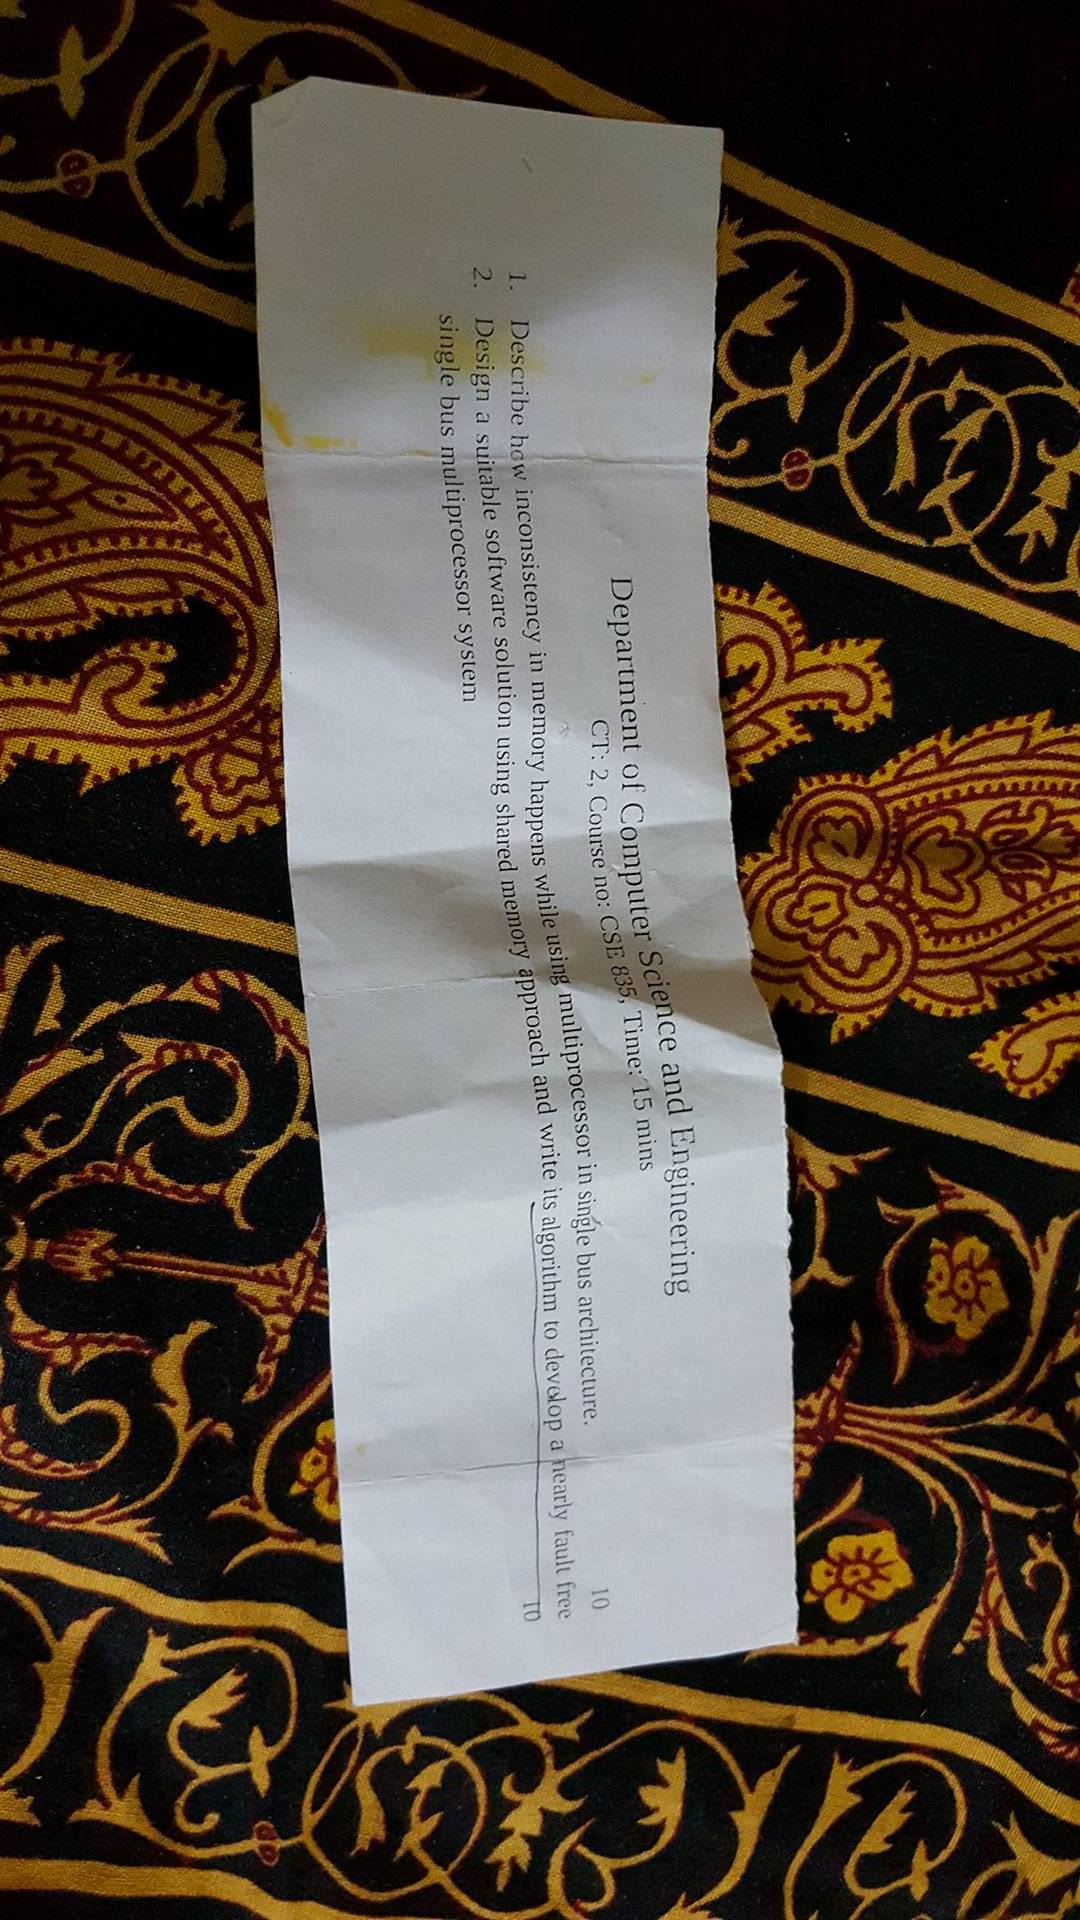 Department of Computer Science and Engineering
CT: 2, Course no: CSE 835, Time: 15 mins
1. Describe how inconsistency in memory happens while using multiprocessor in single bus architecture. 10
2. Design a suitable software solution using shared memory approach and write its algorithm to develop a nearly fault free
single bus multiprocessor system 10